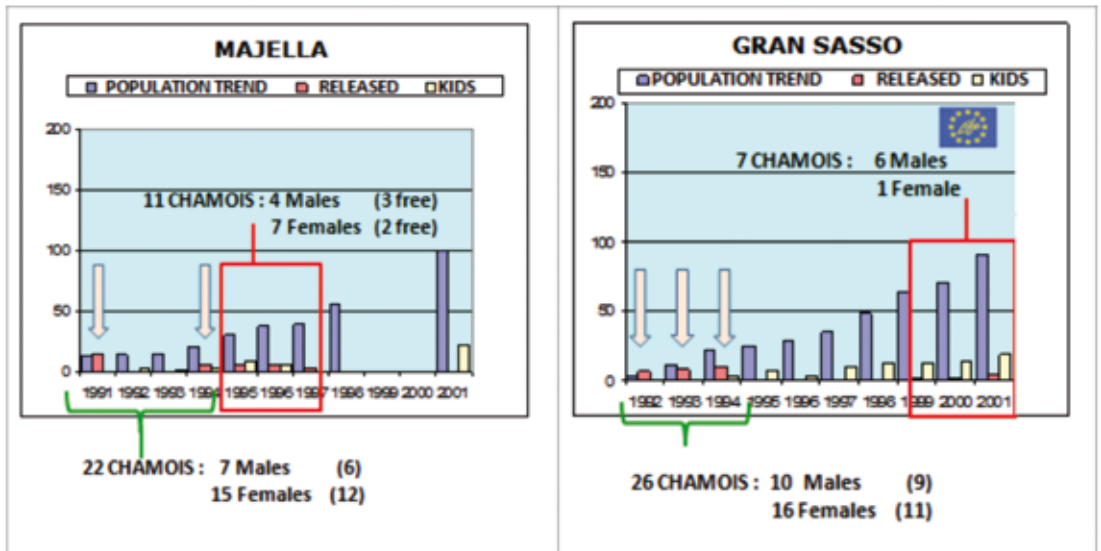 MAJELLA
POPULATION TREND RELEASED KIDS
200
150
100
50
0
11 CHAMOIS : 4 Males (3 free)
7 Females (2 free)
1991 1992 1993 1994 1995 1996 1997 1998 1999 2000 2001
22 CHAMOIS : 7 Males (6)
15 Females (12)
GRAN SASSO
POPULATION TREND RELEASED KIDS
200
150
100
50
0
7 CHAMOIS : 6 Males
1 Female
1992 1993 1994 1995 1996 1997 1998 1999 2000 2001
26 CHAMOIS : 10 Males (9)
16 Females (11)